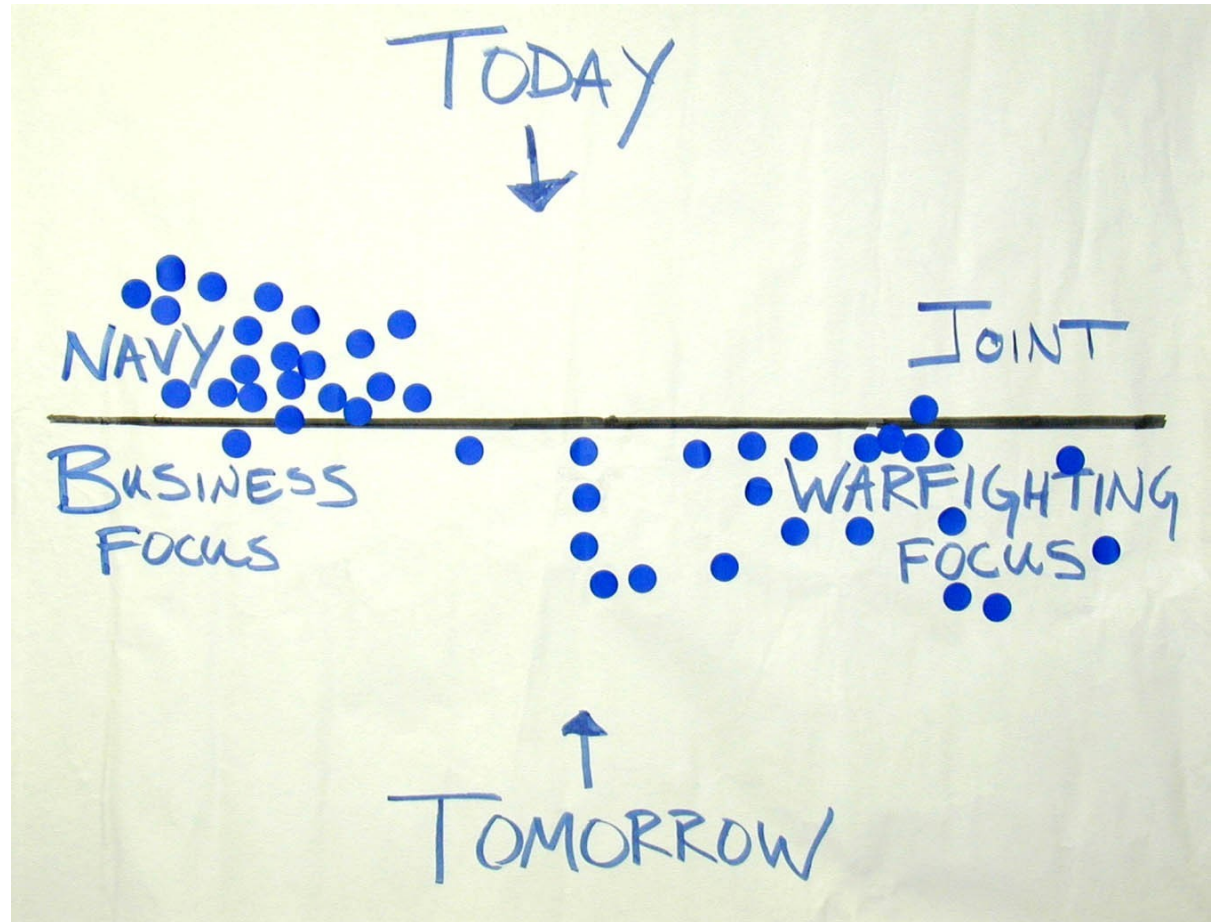 TODAY
NAVY
JOINT
BUSINESS
FOCUS
WARFIGHTING
FOCUS
TOMORROW